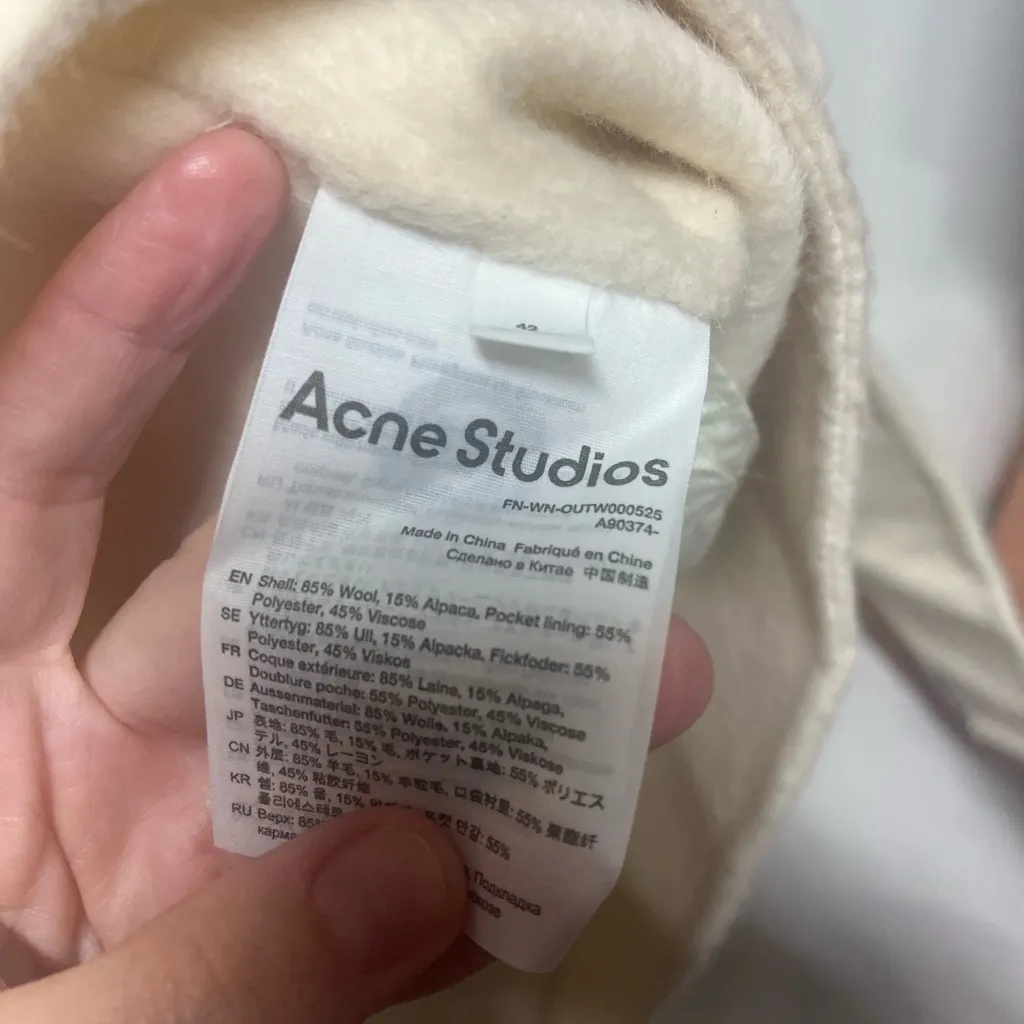 Acne Studios
FN-WN-OUTW000525
A90374-
Made in China Fabriqué en Chine
Сделано в Китае 中国制造
EN Shell: 85% Wool, 15% Alpaca, Pocket lining: 55%
Polyester, 45% Viscose
SE Yttertyg: 85% Ull, 15% Alpacka, Fickfoder: 55%
Polyester, 45% Viskos
FR Coque extérieure: 85% Laine, 15% Alpaga,
Doublure poche: 55% Polyester, 45% Viscose
DE Aussenmaterial: 85% Wolle, 15% Alpaka,
Taschenfutter: 55% Polyester, 45% Viskose
JP 表地: 85% 毛, 15% 毛, ポケット裏地: 55% ポリエス
テル, 45% レーヨン
CN 外层: 85% 羊毛, 15% 羊驼毛, 口袋衬里: 55% 聚酯纤
维, 45% 粘胶纤维
KR 쉘: 85% 울, 15% 안감: 55%
폴리에스테르
RU Верх: 85% Подкладка